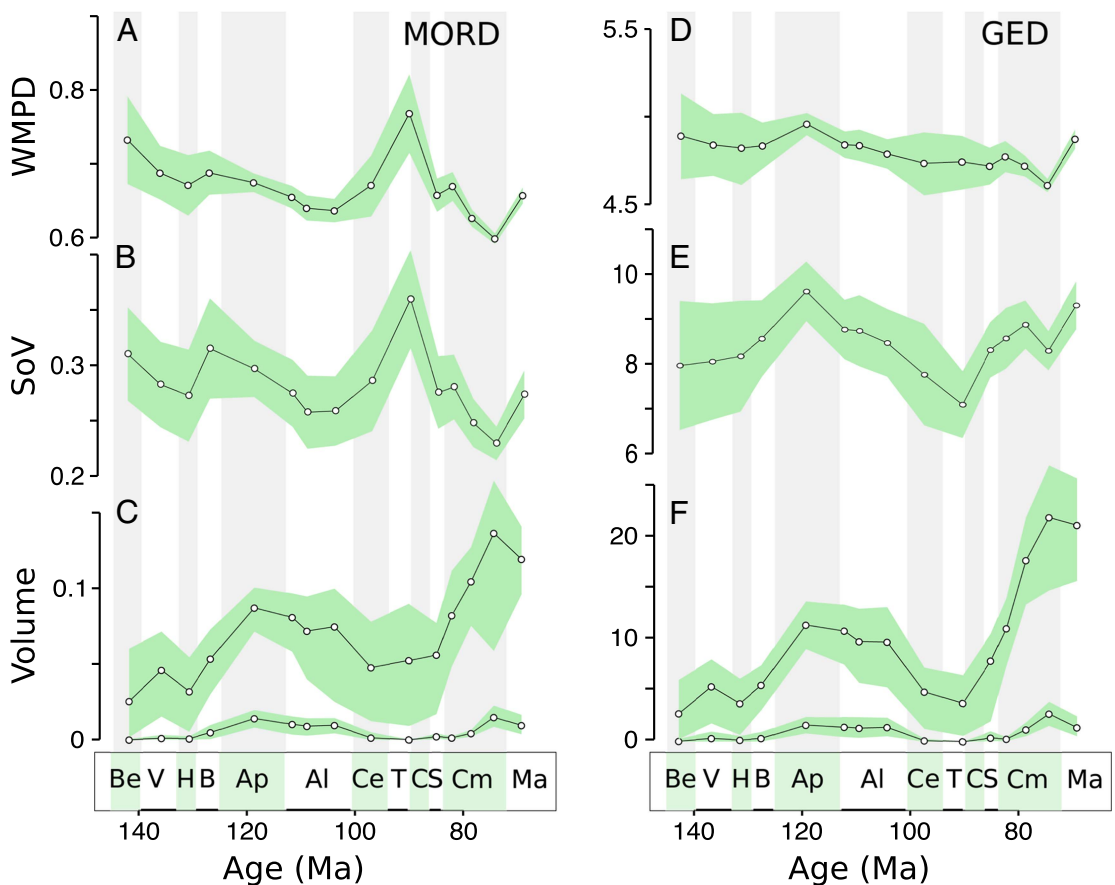 A MORD
WMPD
0.8
0.6
B
SoV
0.3
0.2
C
Volume
0.1
0
Be V H B Ap Al Ce T C S Cm Ma
140 120 100 80
Age (Ma)
D GED
5.5
4.5
E
10
8
6
F
20
10
0
Be V H B Ap Al Ce T C S Cm Ma
140 120 100 80
Age (Ma)